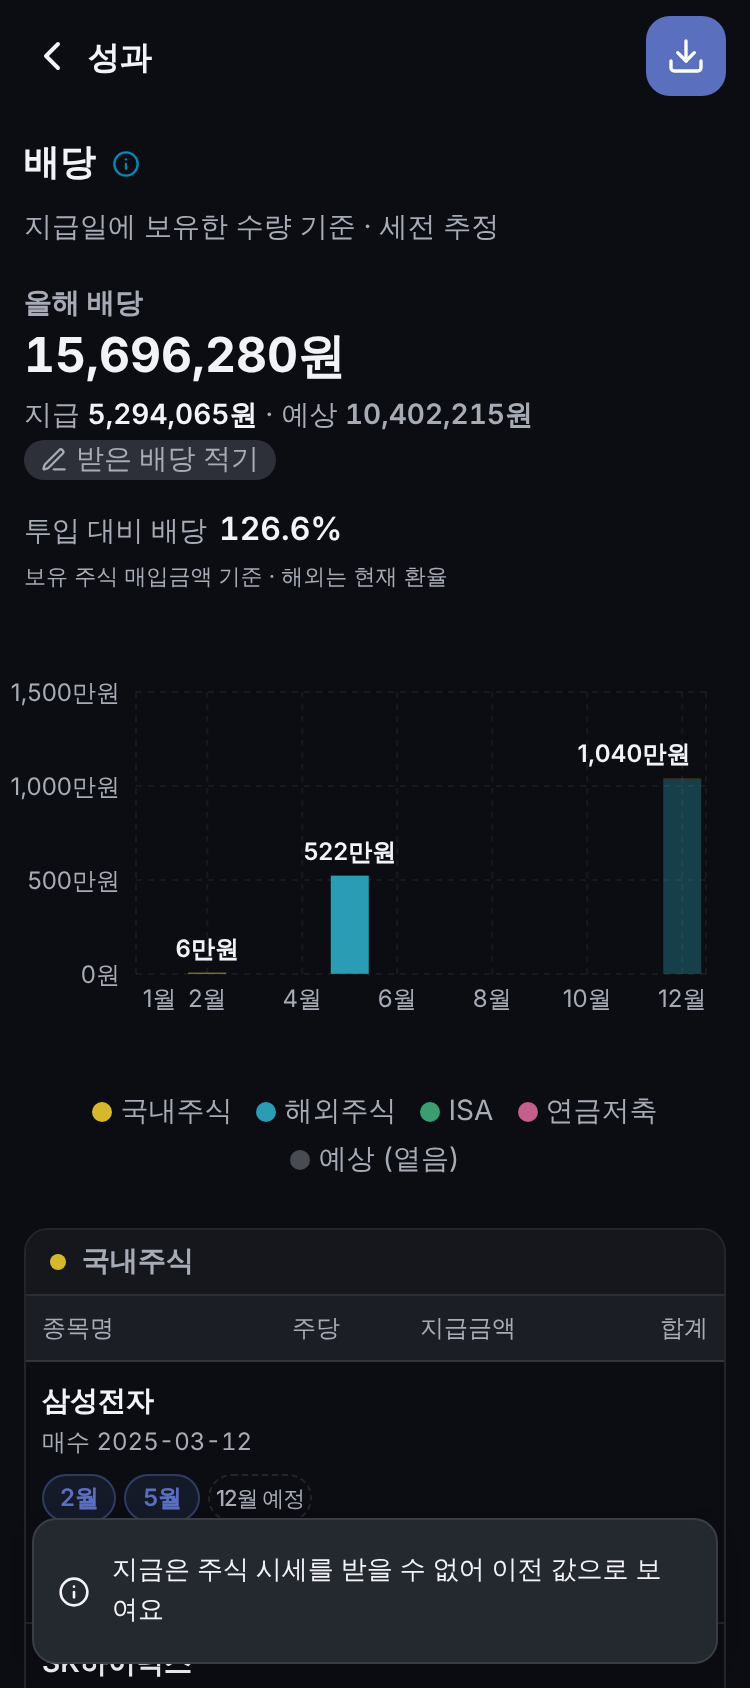 성과
배당
지급일에 보유한 수량 기준 · 세전 추정
올해 배당
15,696,280원
지급 5,294,065원 · 예상 10,402,215원
받은 배당 적기
투입 대비 배당 126.6%
보유 주식 매입금액 기준 · 해외는 현재 환율
1,500만원
1,040만원
1,000만원
522만원
500만원
6만원
0원
1월 2월 4월 6월 8월 10월 12월
국내주식 해외주식 ISA 연금저축
예상 (옅음)
국내주식
종목명 주당 지급금액 합계
삼성전자
매수 2025-03-12
2월 5월 12월 예정
지금은 주식 시세를 받을 수 없어 이전 값으로 보
여요